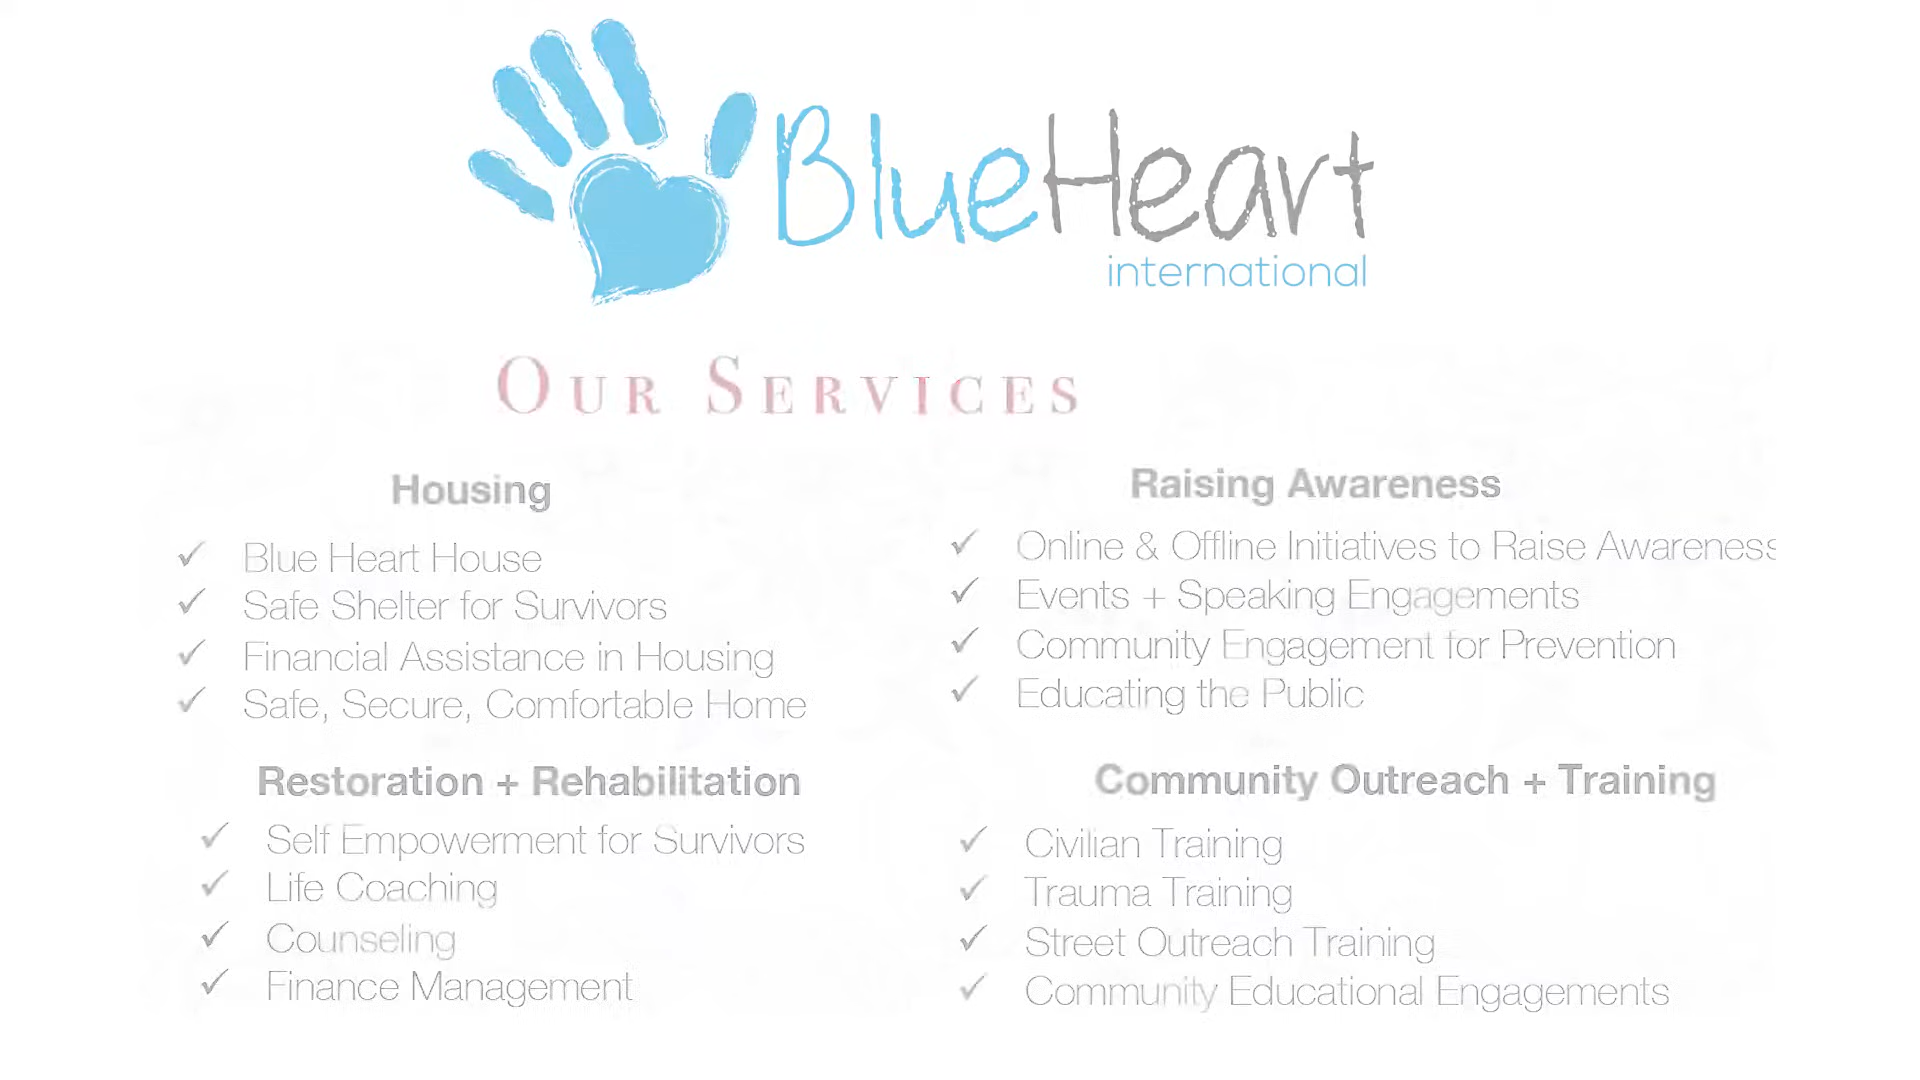 BlueHeart
international
OUR SERVICES
Housing
✓ Blue Heart House
✓ Safe Shelter for Survivors
✓ Financial Assistance in Housing
✓ Safe, Secure, Comfortable Home
Raising Awareness
✓ Online & Offline Initiatives to Raise Awareness
✓ Events + Speaking Engagements
✓ Community Engagement for Prevention
✓ Educating the Public
Restoration + Rehabilitation
✓ Self Empowerment for Survivors
✓ Life Coaching
✓ Counseling
✓ Finance Management
Community Outreach + Training
✓ Civilian Training
✓ Trauma Training
✓ Street Outreach Training
✓ Community Educational Engagements